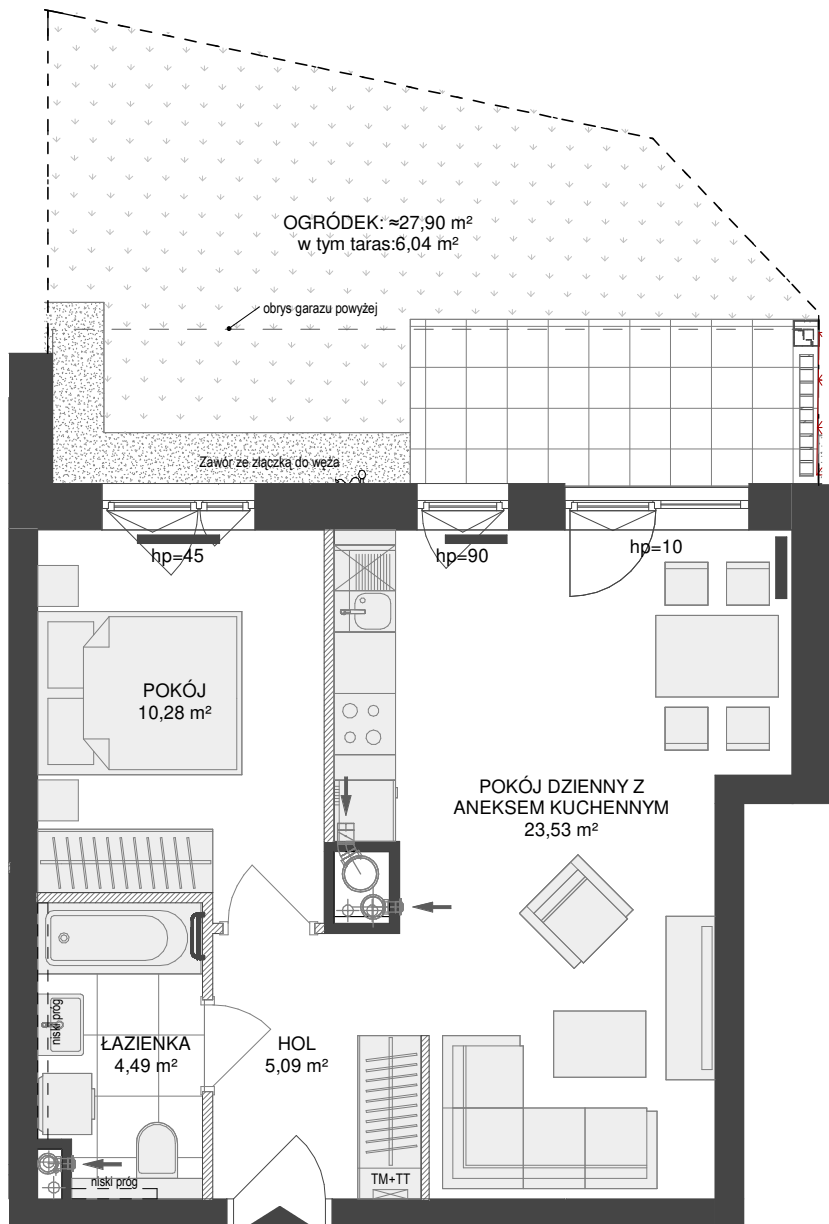 OGRÓDEK: ≈27,90 m²
w tym taras:6,04 m²
obrys garazu powyżej
Zawór ze złączką do węża
hp=45
hp=90
hp=10
POKÓJ
10,28 m²
POKÓJ DZIENNY Z
ANEKSEM KUCHENNYM
23,53 m²
niski próg
ŁAZIENKA
4,49 m²
HOL
5,09 m²
niski próg
TM+TT